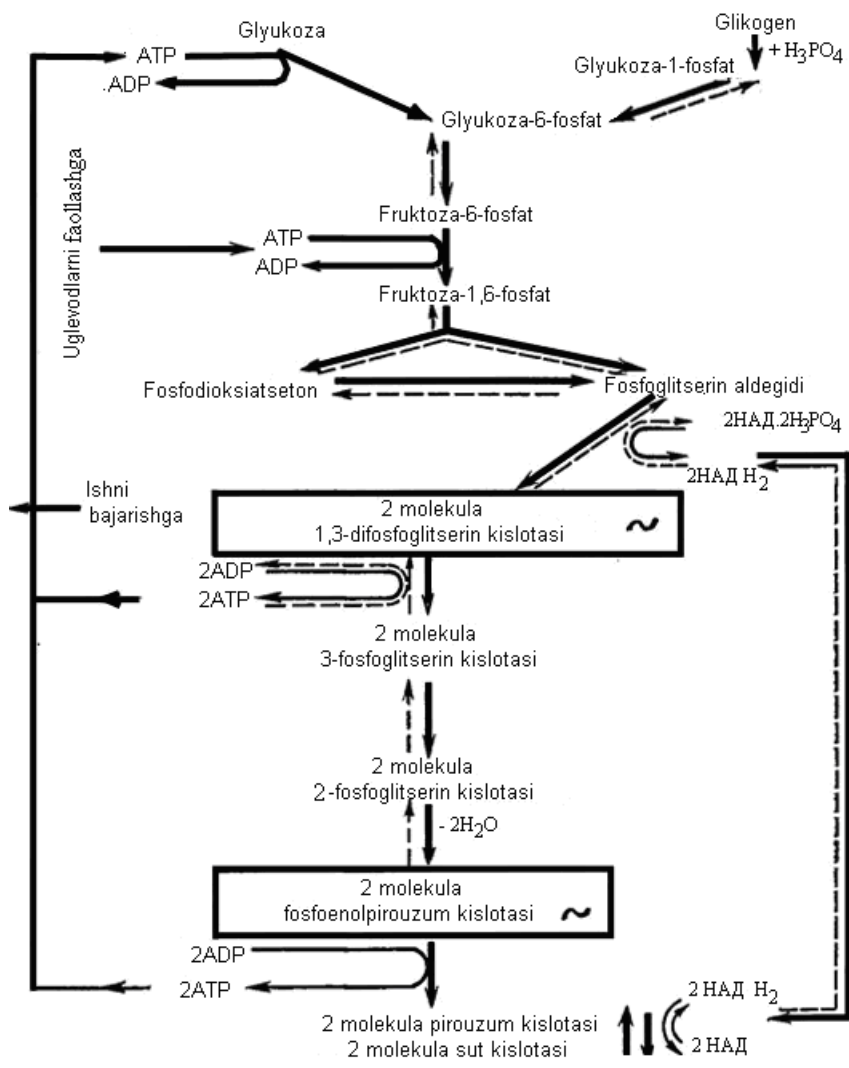 Glyukoza
Glikogen
ATP
+ H3PO4
ADP
Glyukoza-1-fosfat
Glyukoza-6-fosfat
Uglevodlarni faollashga
Fruktoza-6-fosfat
ATP
ADP
Fruktoza-1,6-fosfat
Fosfodioksiatseton
Fosfoglitserin aldegidi
2НАД.2H3PO4
2НАД H2
Ishni
bajarishga
2 molekula
1,3-difosfoglitserin kislotasi ~
2ADP
2ATP
2 molekula
3-fosfoglitserin kislotasi
2 molekula
2-fosfoglitserin kislotasi
- 2H2O
2 molekula
fosfoenolpirouzum kislotasi ~
2ADP
2ATP
2 НАД H2
2 molekula pirouzum kislotasi
2 molekula sut kislotasi
2 НАД